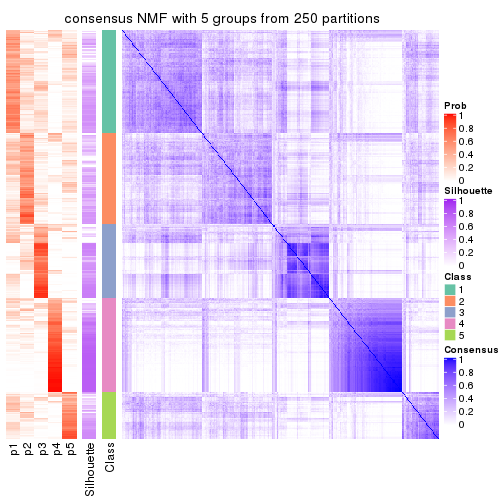 consensus NMF with 5 groups from 250 partitions
Prob
1
0.8
0.6
0.4
0.2
0
Silhouette
1
0.8
0.6
0.4
0.2
0
Class
1
2
3
4
5
Consensus
1
0.8
0.6
0.4
0.2
0
p1
p2
p3
p4
p5
Silhouette
Class